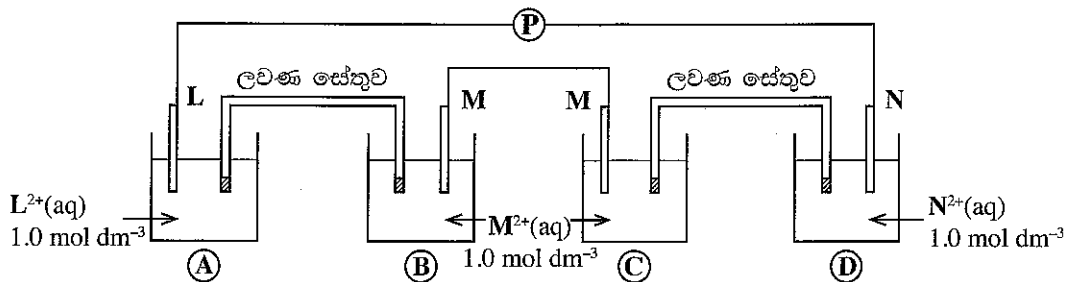 P
ලවණ සේතුව ලවණ සේතුව
L M M N
L²⁺(aq) M²⁺(aq) N²⁺(aq)
1.0 mol dm⁻³ 1.0 mol dm⁻³ 1.0 mol dm⁻³
A B C D